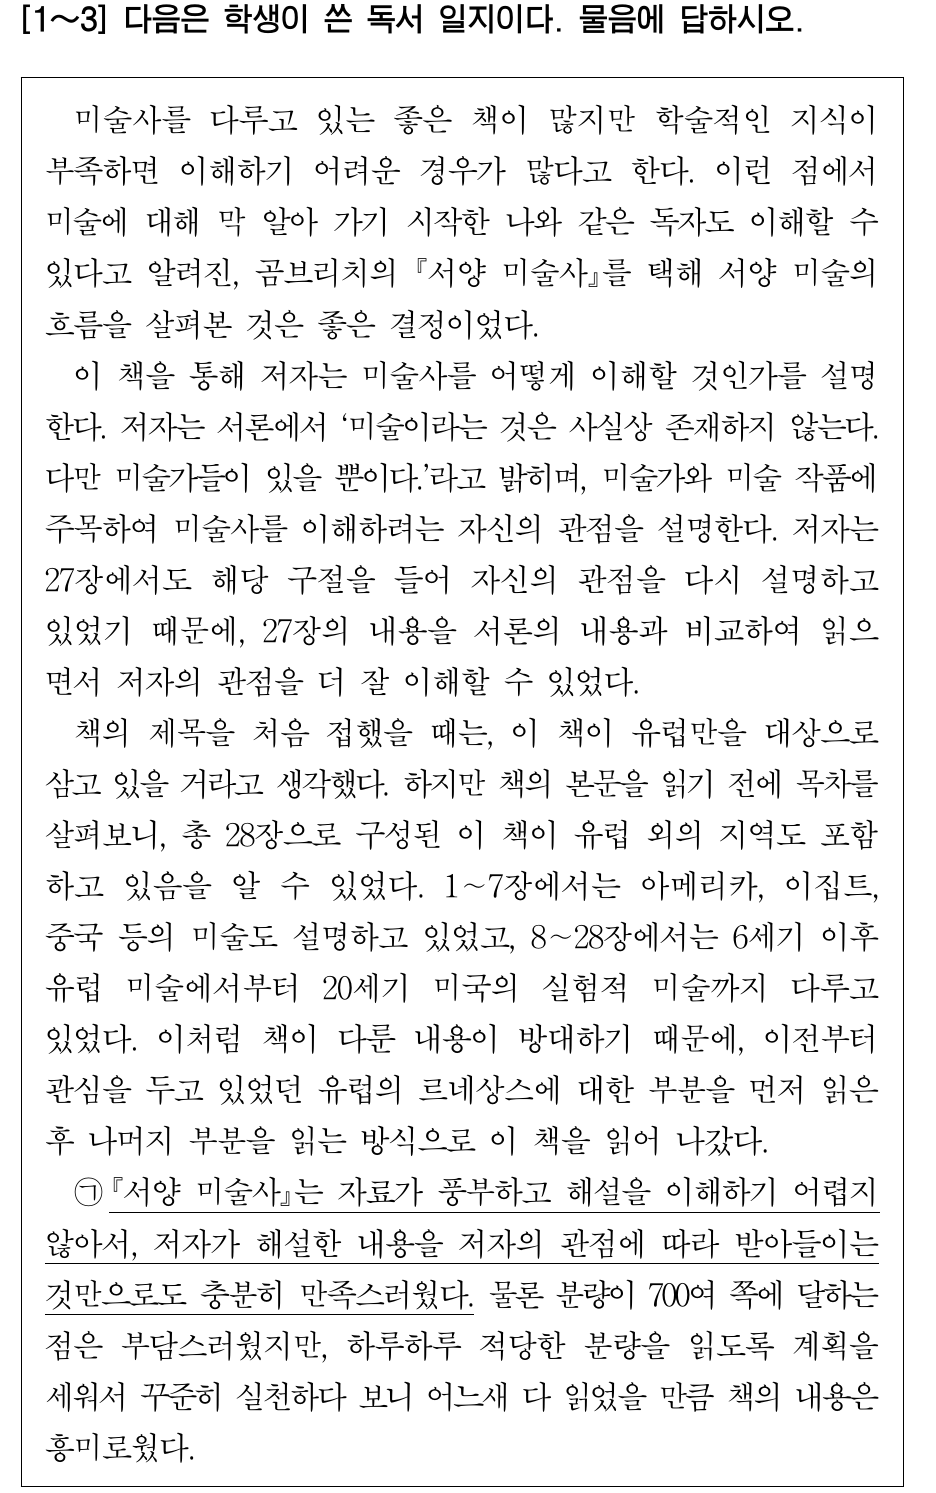 [1~3] 다음은 학생이 쓴 독서 일지이다. 물음에 답하시오.
미술사를 다루고 있는 좋은 책이 많지만 학술적인 지식이
부족하면 이해하기 어려운 경우가 많다고 한다. 이런 점에서
미술에 대해 막 알아 가기 시작한 나와 같은 독자도 이해할 수
있다고 알려진, 곰브리치의 『서양 미술사』를 택해 서양 미술의
흐름을 살펴본 것은 좋은 결정이었다.
이 책을 통해 저자는 미술사를 어떻게 이해할 것인가를 설명
한다. 저자는 서론에서 ‘미술이라는 것은 사실상 존재하지 않는다.
다만 미술가들이 있을 뿐이다.’라고 밝히며, 미술가와 미술 작품에
주목하여 미술사를 이해하려는 자신의 관점을 설명한다. 저자는
27장에서도 해당 구절을 들어 자신의 관점을 다시 설명하고
있었기 때문에, 27장의 내용을 서론의 내용과 비교하여 읽으
면서 저자의 관점을 더 잘 이해할 수 있었다.
책의 제목을 처음 접했을 때는, 이 책이 유럽만을 대상으로
삼고 있을 거라고 생각했다. 하지만 책의 본문을 읽기 전에 목차를
살펴보니, 총 28장으로 구성된 이 책이 유럽 외의 지역도 포함
하고 있음을 알 수 있었다. 1~7장에서는 아메리카, 이집트,
중국 등의 미술도 설명하고 있었고, 8~28장에서는 6세기 이후
유럽 미술에서부터 20세기 미국의 실험적 미술까지 다루고
있었다. 이처럼 책이 다룬 내용이 방대하기 때문에, 이전부터
관심을 두고 있었던 유럽의 르네상스에 대한 부분을 먼저 읽은
후 나머지 부분을 읽는 방식으로 이 책을 읽어 나갔다.
㉠『서양 미술사』는 자료가 풍부하고 해설을 이해하기 어렵지
않아서, 저자가 해설한 내용을 저자의 관점에 따라 받아들이는
것만으로도 충분히 만족스러웠다. 물론 분량이 700여 쪽에 달하는
점은 부담스러웠지만, 하루하루 적당한 분량을 읽도록 계획을
세워서 꾸준히 실천하다 보니 어느새 다 읽었을 만큼 책의 내용은
흥미로웠다.